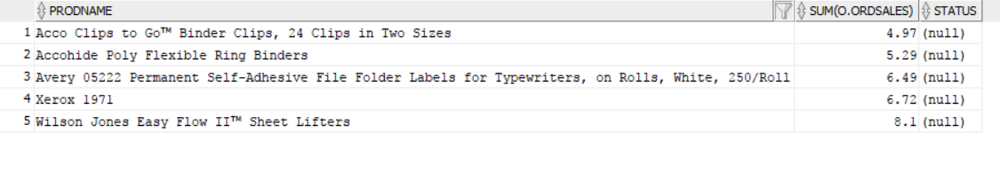 PRODNAME SUM(O.ORDSALES) STATUS
1 Acco Clips to Go™ Binder Clips, 24 Clips in Two Sizes 4.97 (null)
2 Accohide Poly Flexible Ring Binders 5.29 (null)
3 Avery 05222 Permanent Self-Adhesive File Folder Labels for Typewriters, on Rolls, White, 250/Roll 6.49 (null)
4 Xerox 1971 6.72 (null)
5 Wilson Jones Easy Flow II™ Sheet Lifters 8.1 (null)